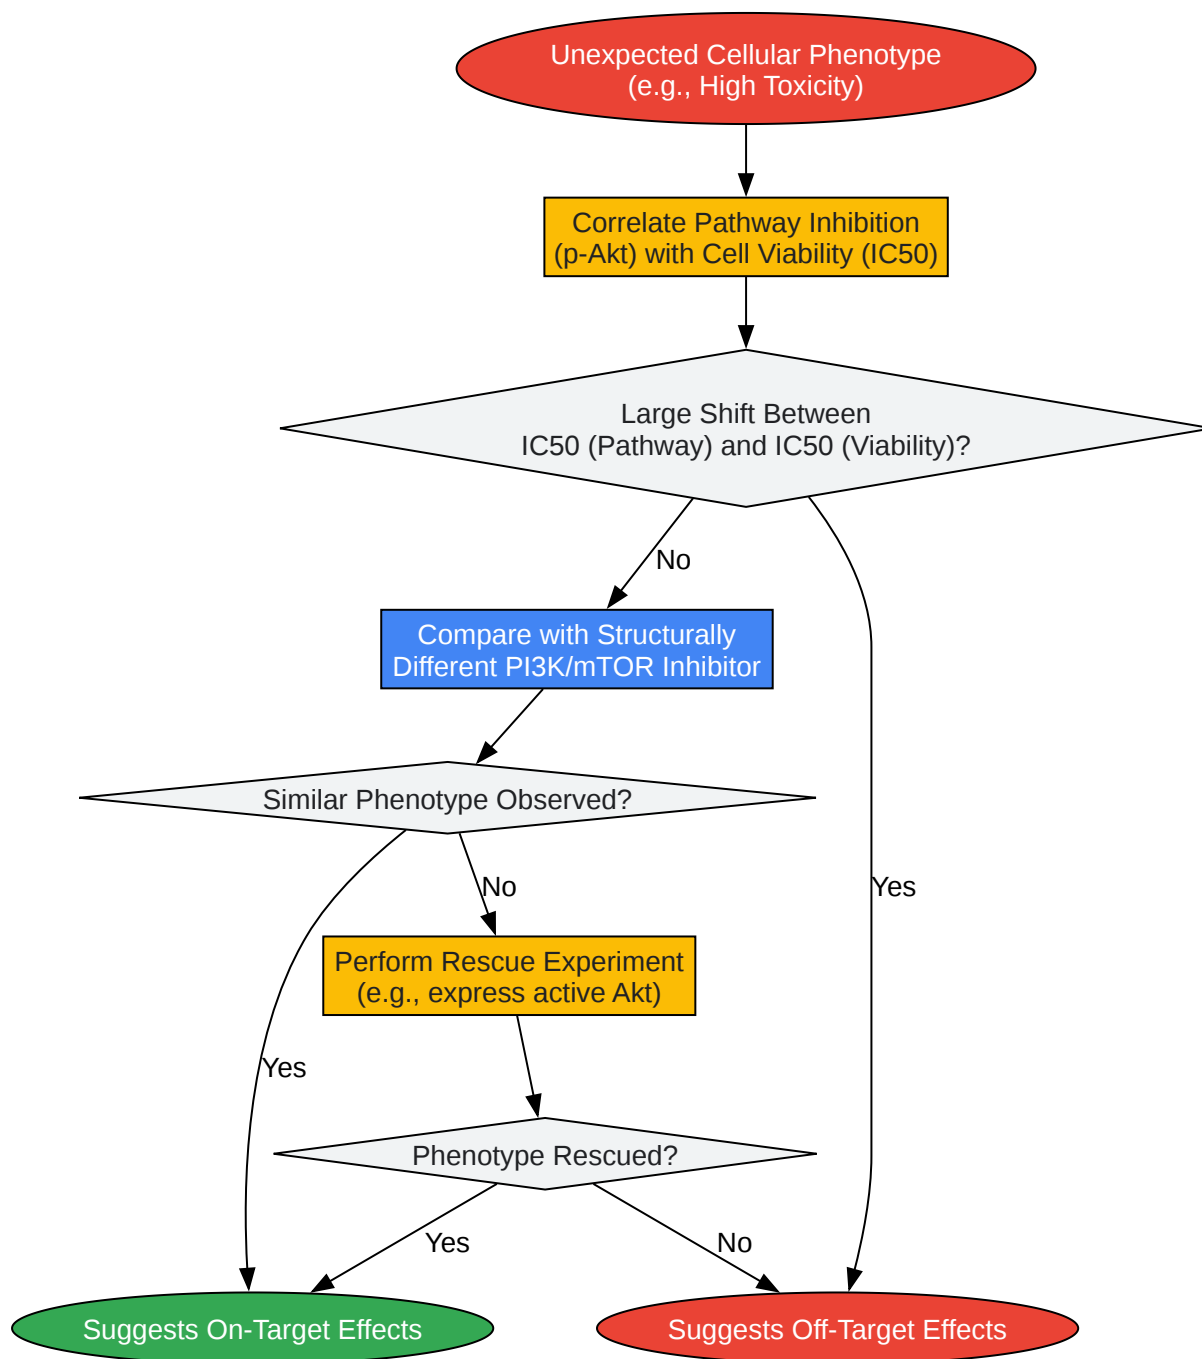 Unexpected Cellular Phenotype
(e.g., High Toxicity)
Correlate Pathway Inhibition
(p-Akt) with Cell Viability (IC50)
Large Shift Between
IC50 (Pathway) and IC50 (Viability)?
No
Compare with Structurally
Different PI3K/mTOR Inhibitor
Similar Phenotype Observed?
No
Yes
Perform Rescue Experiment
(e.g., express active Akt)
Yes
Phenotype Rescued?
Yes
No
Suggests On-Target Effects
Suggests Off-Target Effects